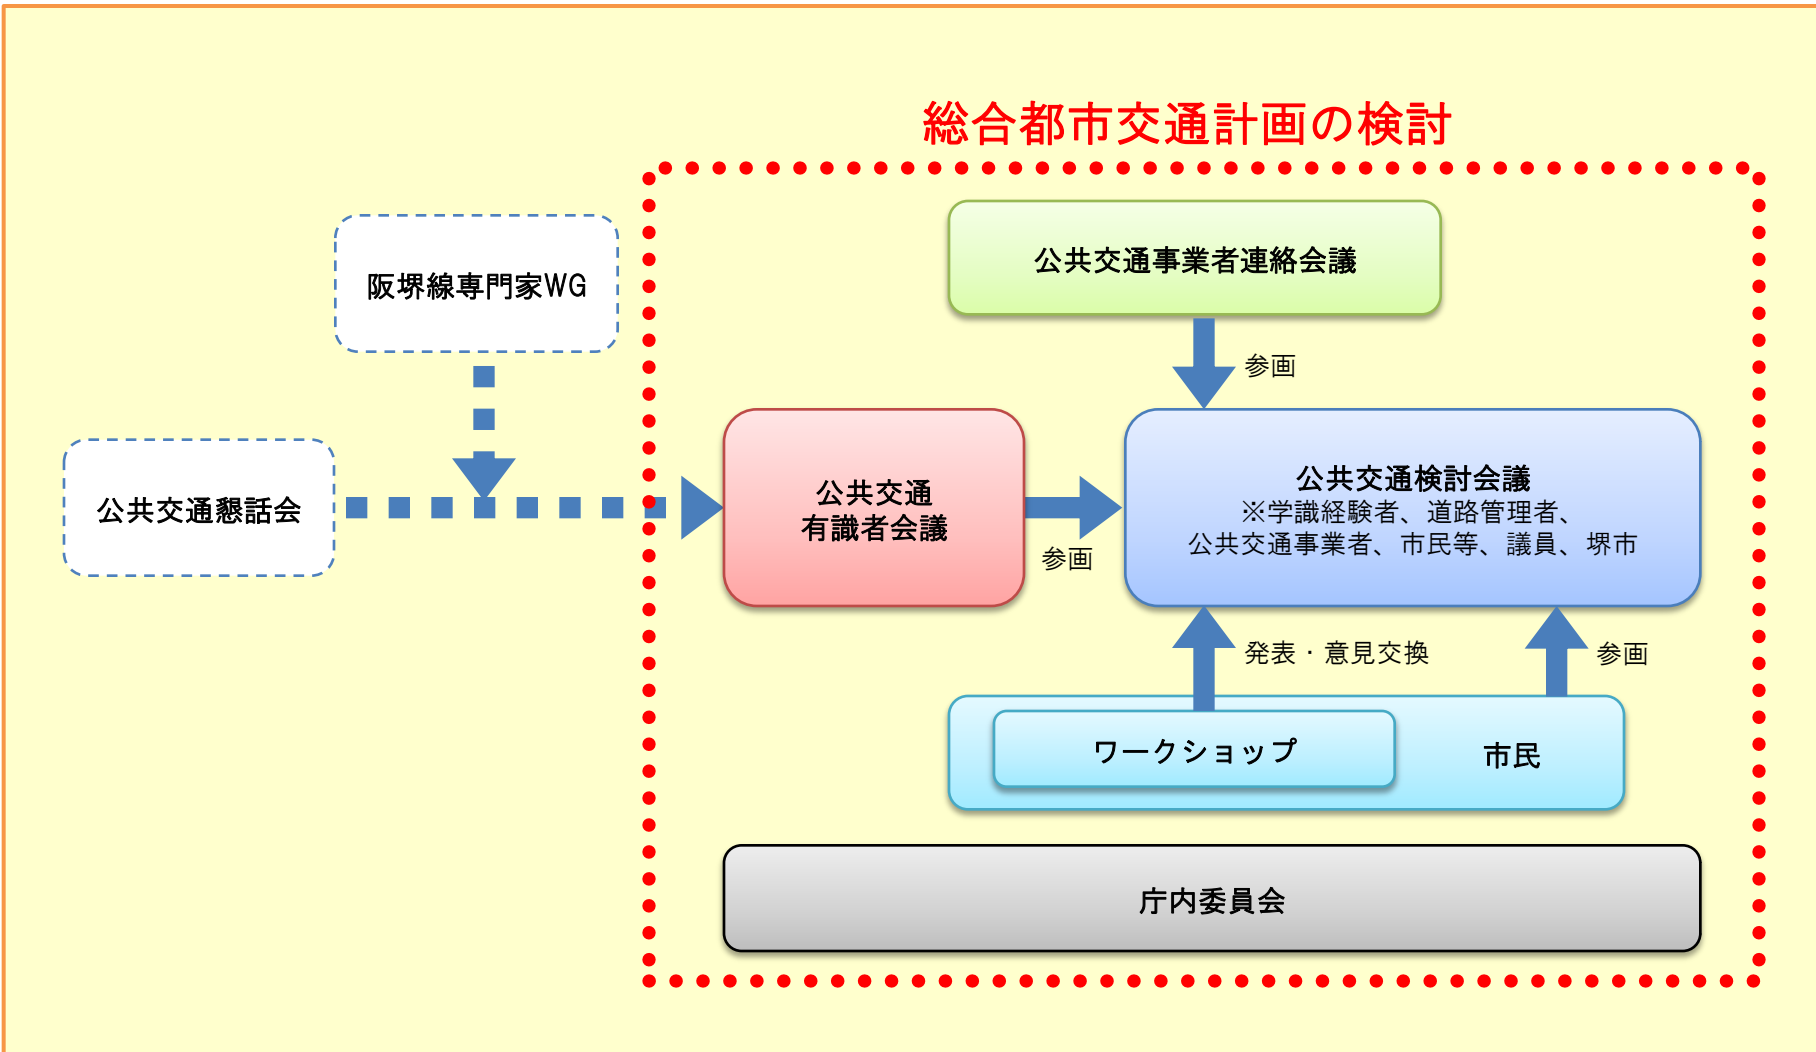 総合都市交通計画の検討
公共交通事業者連絡会議
阪堺線専門家WG
参画
公共交通懇話会
公共交通
有識者会議
参画
公共交通検討会議
※学識経験者、道路管理者、
公共交通事業者、市民等、議員、堺市
発表・意見交換
参画
ワークショップ
市民
庁内委員会